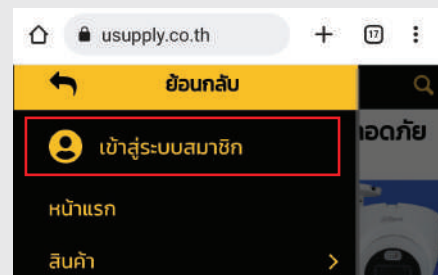 usupply.co.th
17
ย้อนกลับ
เข้าสู่ระบบสมาชิก
อดภัย
หน้าแรก
สินค้า